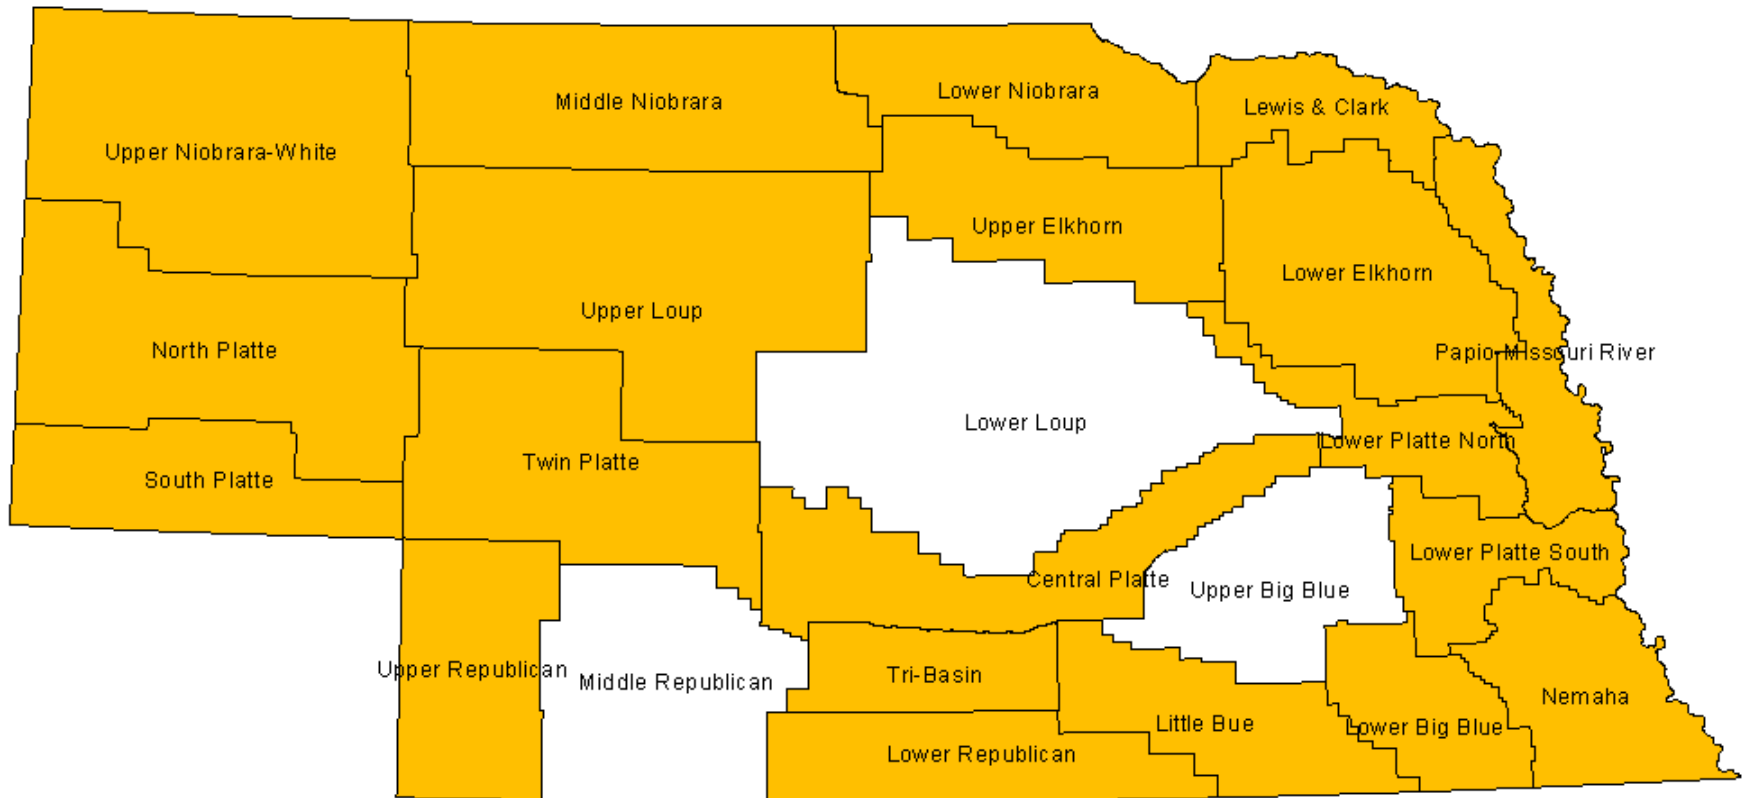 Lower Niobrara
Middle Niobrara
Lewis & Clark
Upper Niobrara-White
Upper Elkhorn
Lower Elkhorn
Upper Loup
North Platte
Papio-Missouri River
Lower Loup
Lower Platte North
Twin Platte
South Platte
Lower Platte South
Central Platte
Upper Big Blue
Upper Republican
Tri-Basin
Middle Republican
Nemaha
Little Bue
Lower Big Blue
Lower Republican